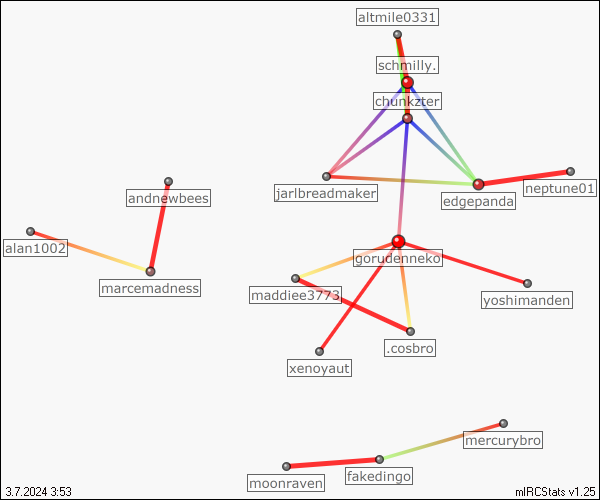 altmile0331
schmilly.
chunkzter
jarlbreadmaker
edgepanda
neptune01
andnewbees
alan1002
marcemadness
gorudenneko
maddiee3773
yoshimanden
.cosbro
xenoyaut
mercurybro
moonraven
fakedingo
3.7.2024 3:53
mIRCStats v1.25